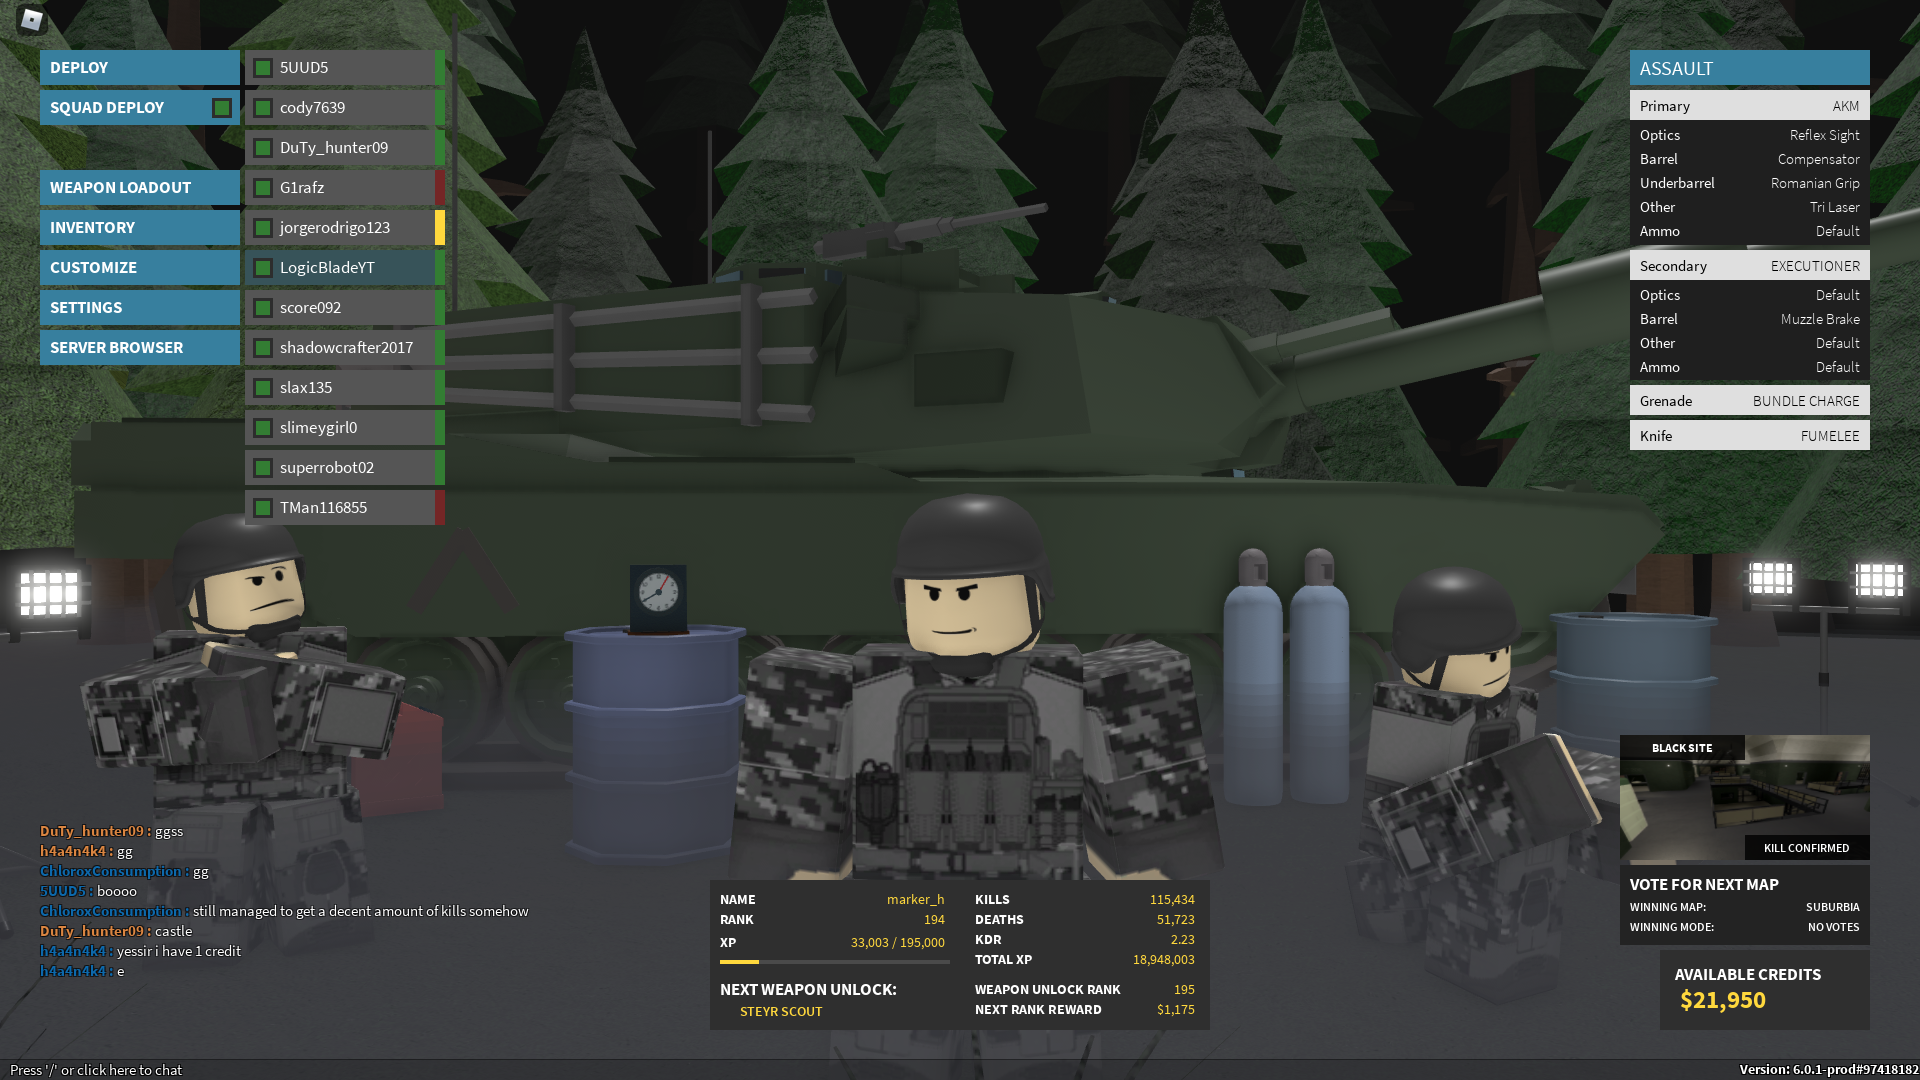 DEPLOY
SQUAD DEPLOY
WEAPON LOADOUT
INVENTORY
CUSTOMIZE
SETTINGS
SERVER BROWSER
5UUD5
cody7639
DuTy_hunter09
G1rafz
jorgerodrigo123
LogicBladeYT
score092
shadowcrafter2017
slax135
slimeygirl0
superrobot02
TMan116855
ASSAULT
Primary AKM
Optics Reflex Sight
Barrel Compensator
Underbarrel Romanian Grip
Other Tri Laser
Ammo Default
Secondary EXECUTIONER
Optics Default
Barrel Muzzle Brake
Other Default
Ammo Default
Grenade BUNDLE CHARGE
Knife FUMELEE
DuTy_hunter09 : ggss
h4a4n4k4 : gg
ChloroxConsumption : gg
5UUD5 : boooo
ChloroxConsumption : still managed to get a decent amount of kills somehow
DuTy_hunter09 : castle
h4a4n4k4 : yessir i have 1 credit
h4a4n4k4 : e
NAME marker_h
RANK 194
XP 33,003 / 195,000
NEXT WEAPON UNLOCK:
STEYR SCOUT
KILLS 115,434
DEATHS 51,723
KDR 2.23
TOTAL XP 18,948,003
WEAPON UNLOCK RANK 195
NEXT RANK REWARD $1,175
BLACK SITE
KILL CONFIRMED
VOTE FOR NEXT MAP
WINNING MAP: SUBURBIA
WINNING MODE: NO VOTES
AVAILABLE CREDITS
$21,950
Press '/' or click here to chat
Version: 6.0.1-prod#97418182